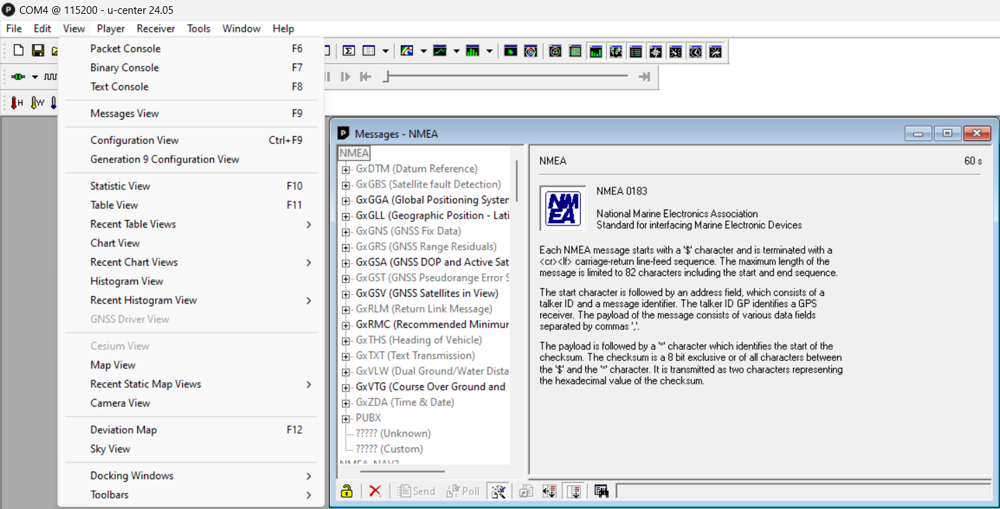 COM4 @ 115200 - u-center 24.05
File Edit View Player Receiver Tools Window Help
Packet Console F6
Binary Console F7
Text Console F8
Messages View F9
Configuration View Ctrl+F9
Generation 9 Configuration View
Statistic View F10
Table View F11
Recent Table Views
Chart View
Recent Chart Views
Histogram View
Recent Histogram View
GNSS Driver View
Cesium View
Map View
Recent Static Map Views
Camera View
Deviation Map F12
Sky View
Docking Windows
Toolbars
H W
Messages - NMEA
NMEA
GxDTM (Datum Reference)
GxGBS (Satellite fault Detection)
GxGGA (Global Positioning System
GxGLL (Geographic Position - Lati
GxGNS (GNSS Fix Data)
GxGRS (GNSS Range Residuals)
GxGSA (GNSS DOP and Active Sat
GxGST (GNSS Pseudorange Error S
GxGSV (GNSS Satellites in View)
GxRLM (Return Link Message)
GxRMC (Recommended Minimum
GxTHS (Heading of Vehicle)
GxTXT (Text Transmission)
GxVLW (Dual Ground/Water Dista
GxVTG (Course Over Ground and
GxZDA (Time & Date)
PUBX
????? (Unknown)
????? (Custom)
NMEA 60 s
NM
EA
NMEA 0183
National Marine Electronics Association
Standard for interfacing Marine Electronic Devices
Each NMEA message starts with a '$' character and is terminated with a
<cr><lf> carriage-return line-feed sequence. The maximum length of the
message is limited to 82 characters including the start and end sequence.
The start character is followed by an address field, which consists of a
talker ID and a message identifier. The talker ID GP identifies a GPS
receiver. The payload of the message consists of various data fields
separated by commas ','.
The payload is followed by a '*' character which identifies the start of the
checksum. The checksum is a 8 bit exclusive or of all characters between
the '$' and the '*' character. It is transmitted as two characters representing
the hexadecimal value of the checksum.
Send Poll